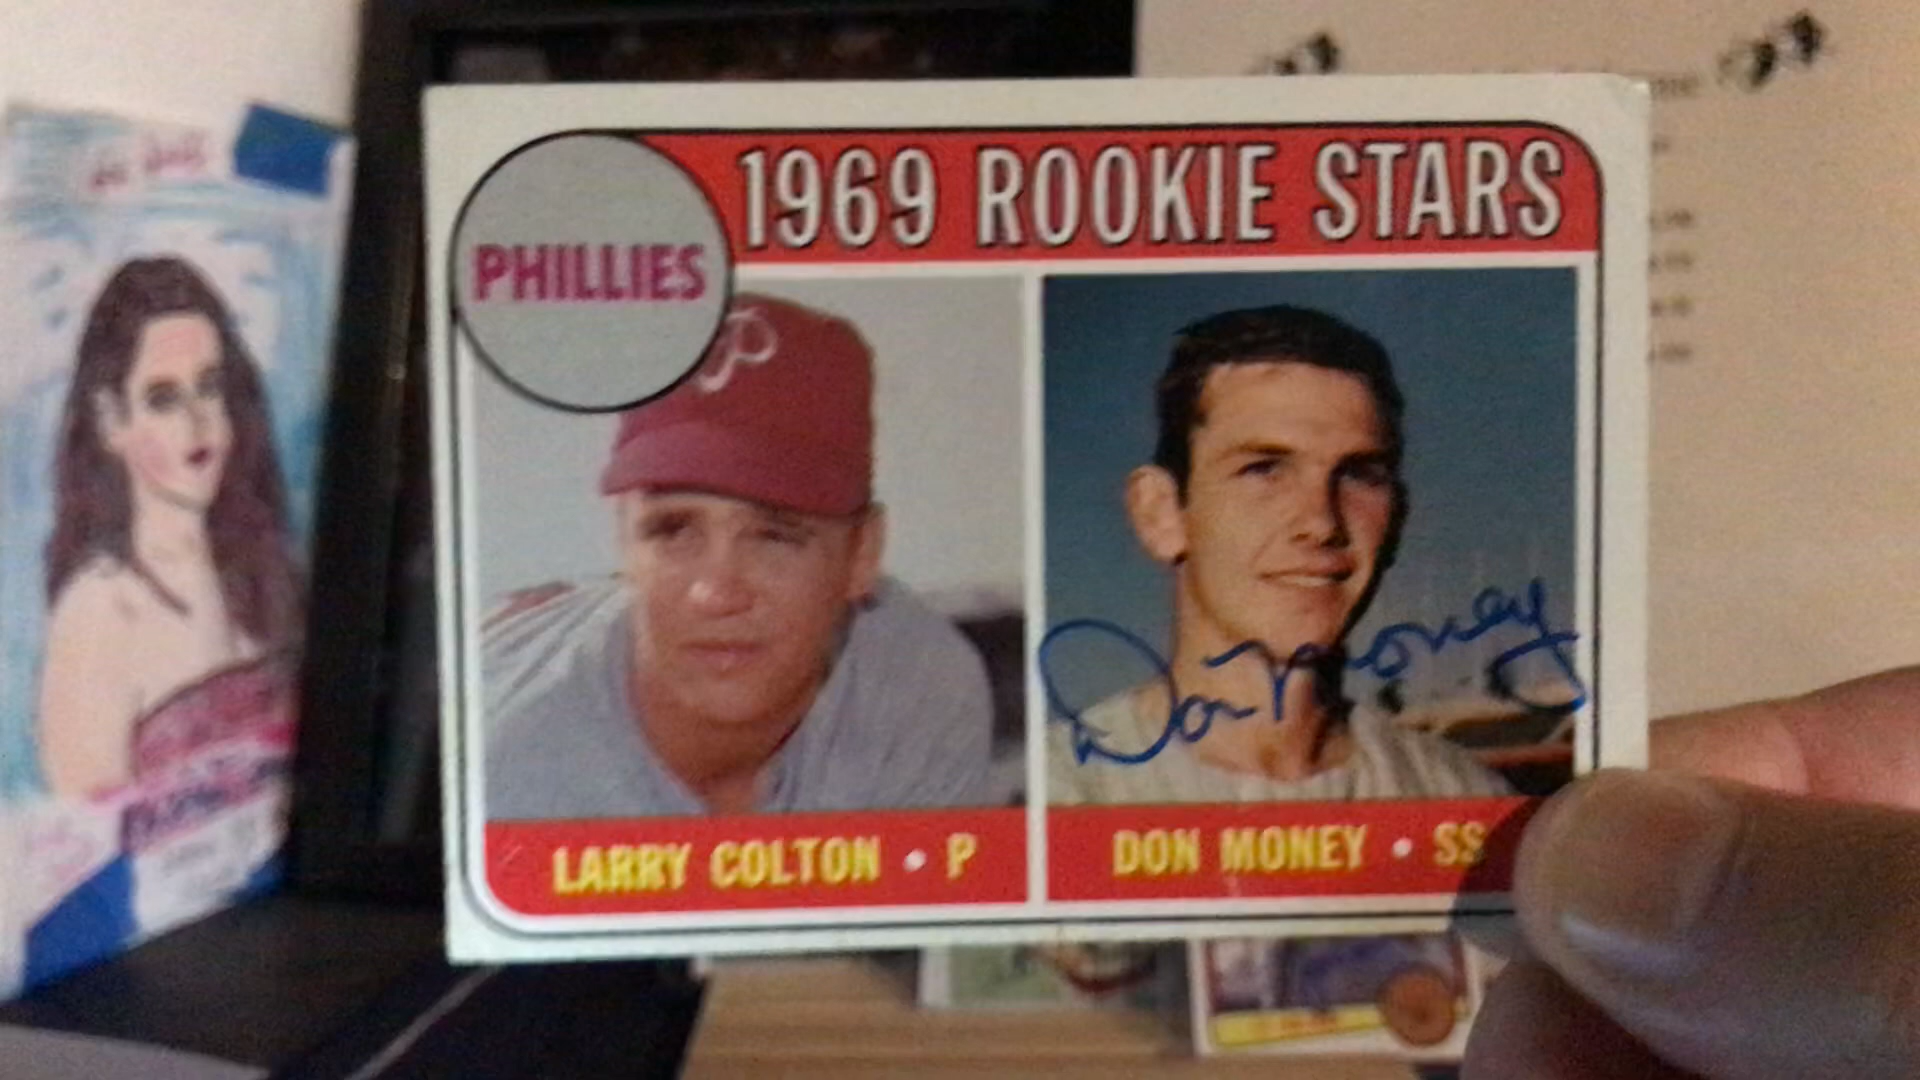 1969 ROOKIE STARS
PHILLIES
P
Don Money
LARRY COLTON • P
DON MONEY • SS